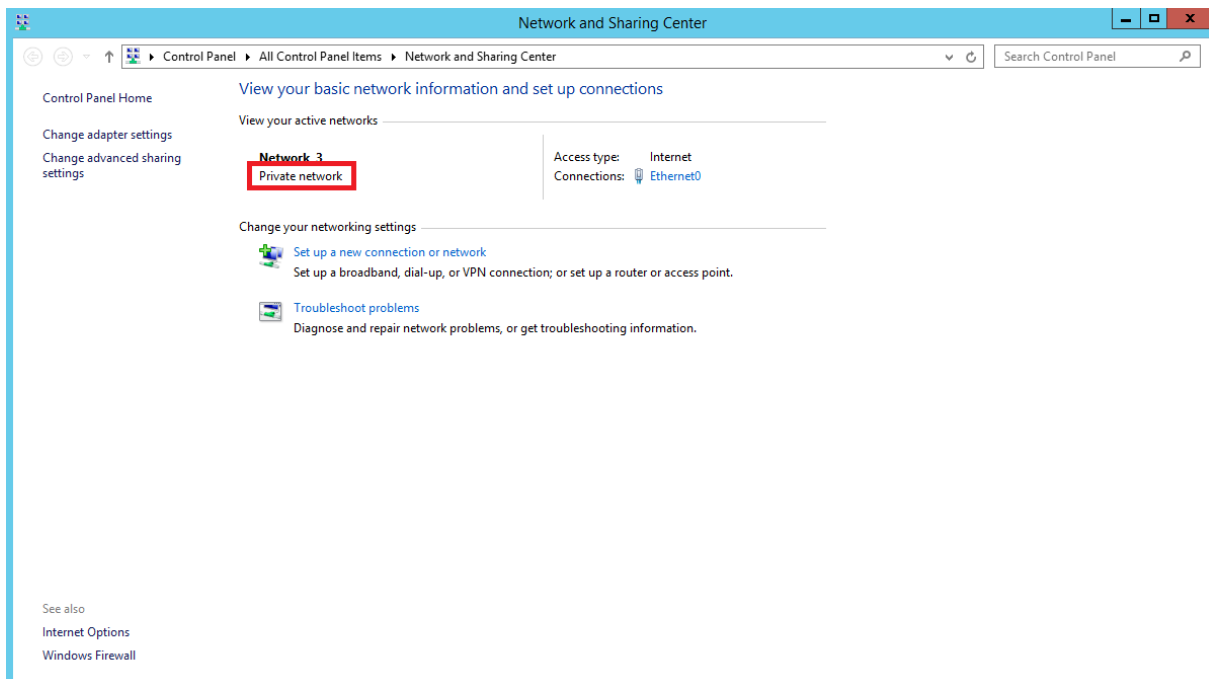 Network and Sharing Center
x
Control Panel ▸ All Control Panel Items ▸ Network and Sharing Center
Search Control Panel
Control Panel Home
Change adapter settings
Change advanced sharing
settings
View your basic network information and set up connections
View your active networks
Network 3
Private network
Access type: Internet
Connections: Ethernet0
Change your networking settings
Set up a new connection or network
Set up a broadband, dial-up, or VPN connection; or set up a router or access point.
Troubleshoot problems
Diagnose and repair network problems, or get troubleshooting information.
See also
Internet Options
Windows Firewall